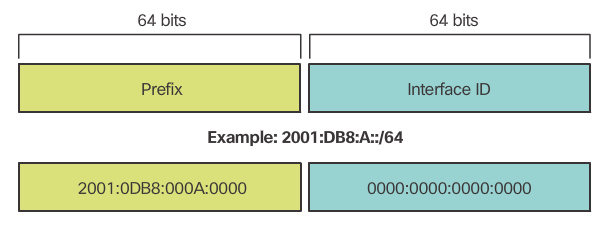 64 bits 64 bits
Prefix Interface ID
Example: 2001:DB8:A::/64
2001:0DB8:000A:0000 0000:0000:0000:0000